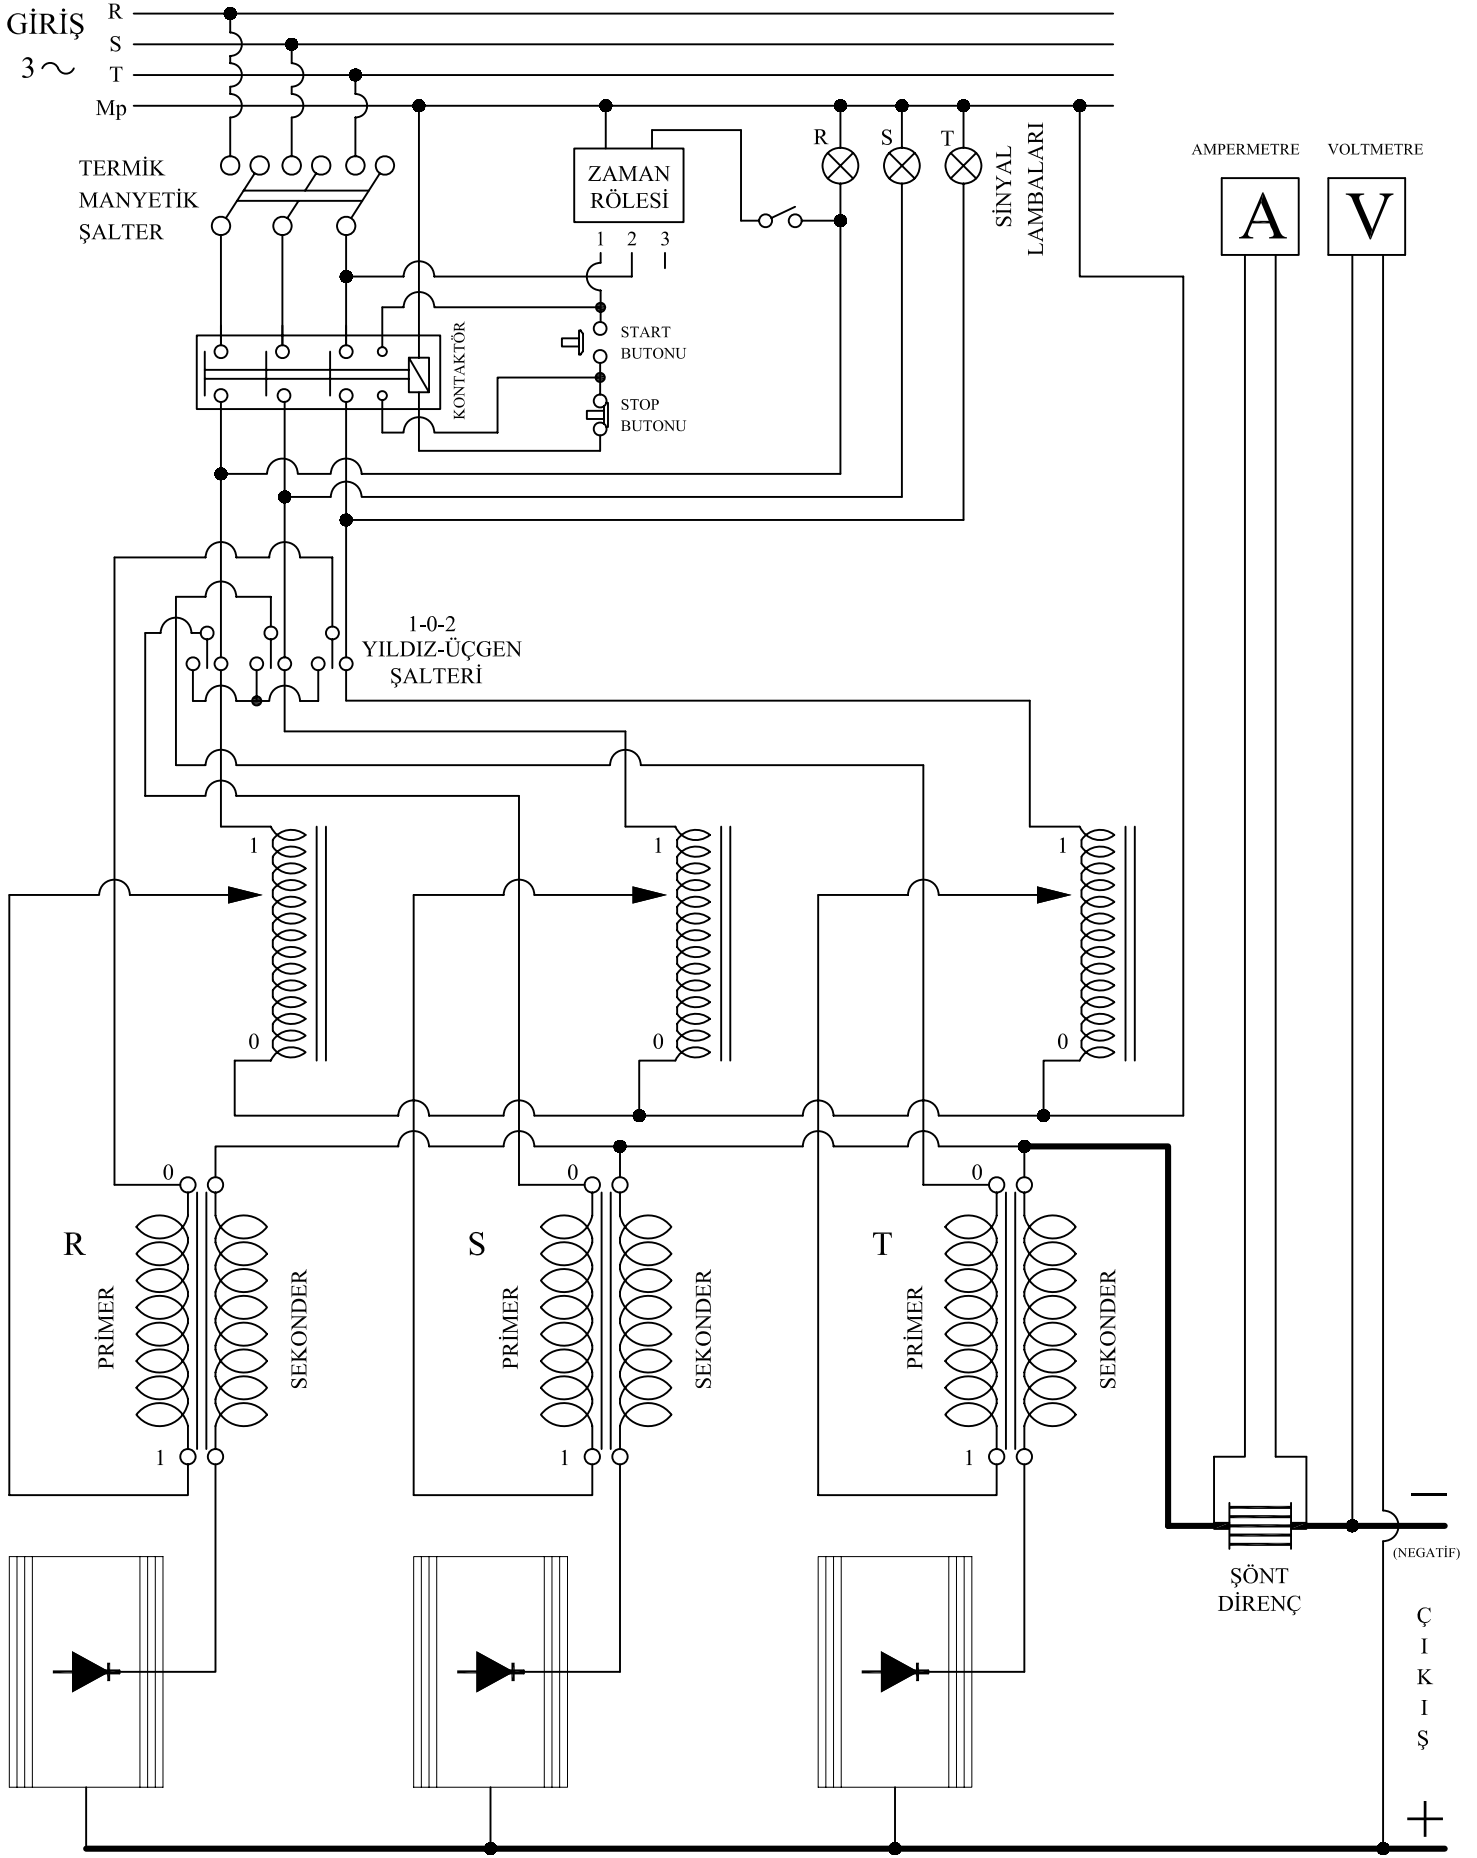 GİRİŞ
3
R
S
T
Mp
TERMİK
MANYETİK
ŞALTER
ZAMAN
RÖLESİ
1 2 3
R S T
SİNYAL
LAMBALARI
AMPERMETRE
A
VOLTMETRE
V
KONTAKTÖR
START
BUTONU
STOP
BUTONU
1-0-2
YILDIZ-ÜÇGEN
ŞALTERİ
1
0
1
0
1
0
0
R
PRİMER
SEKONDER
1
0
S
PRİMER
SEKONDER
1
0
T
PRİMER
SEKONDER
1
ŞÖNT
DİRENÇ
–
(NEGATİF)
ÇIKIŞ
+